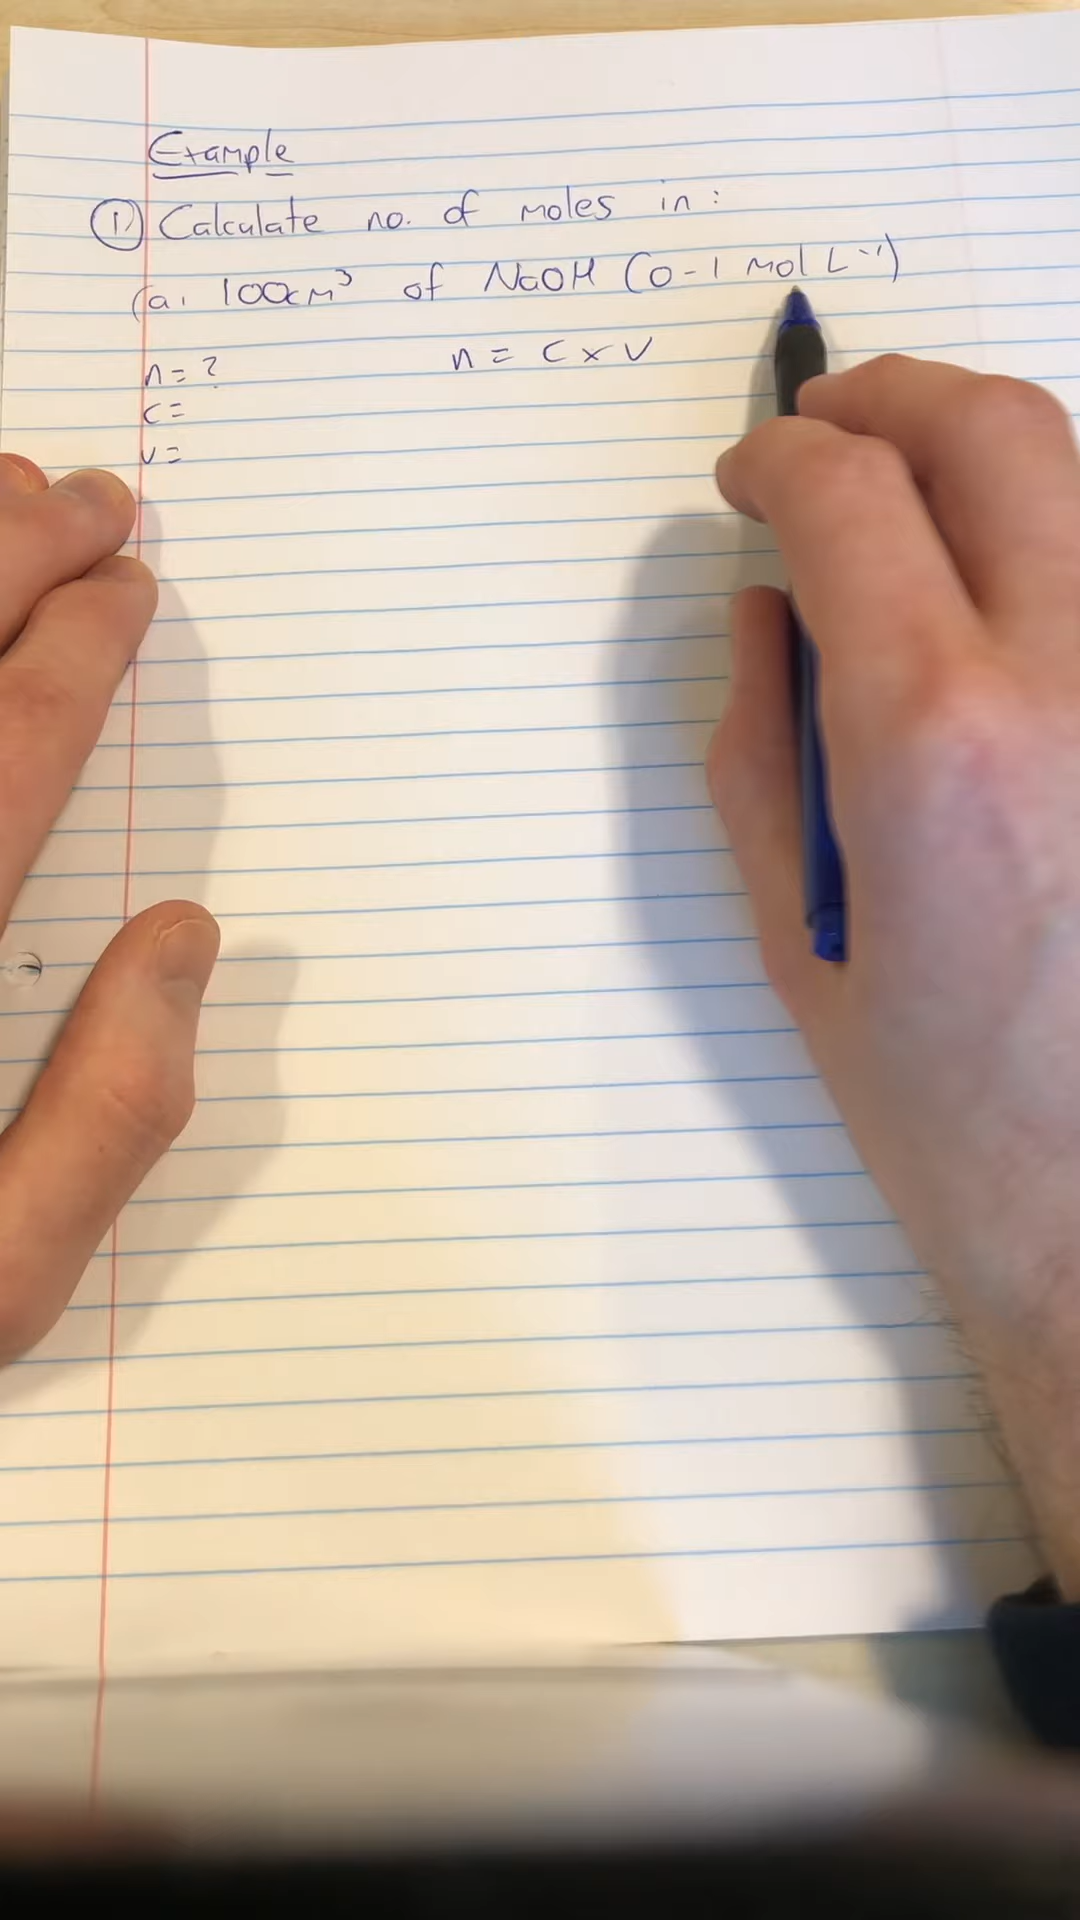 Example
① Calculate no. of moles in :
(a. 100cm³ of NaOH (0-1 mol L⁻¹)
n = ? n = c x v
c =
v =